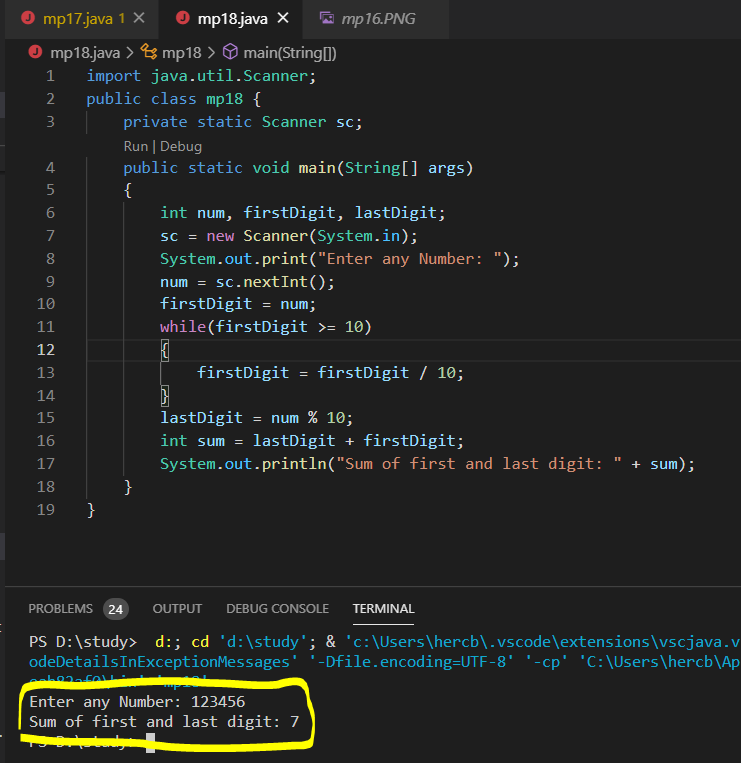 mp17.java 1 mp18.java mp16.PNG
mp18.java > mp18 > main(String[])
1 import java.util.Scanner;
2 public class mp18 {
3 private static Scanner sc;
Run | Debug
4 public static void main(String[] args)
5 {
6 int num, firstDigit, lastDigit;
7 sc = new Scanner(System.in);
8 System.out.print("Enter any Number: ");
9 num = sc.nextInt();
10 firstDigit = num;
11 while(firstDigit >= 10)
12 {
13 firstDigit = firstDigit / 10;
14 }
15 lastDigit = num % 10;
16 int sum = lastDigit + firstDigit;
17 System.out.println("Sum of first and last digit: " + sum);
18 }
19 }
PROBLEMS 24 OUTPUT DEBUG CONSOLE TERMINAL
PS D:\study> d:; cd 'd:\study'; & 'c:\Users\hercb\.vscode\extensions\vscjava.v
odeDetailsInExceptionMessages' '-Dfile.encoding=UTF-8' '-cp' 'C:\Users\hercb\Ap
Enter any Number: 123456
Sum of first and last digit: 7
PS D:\study>